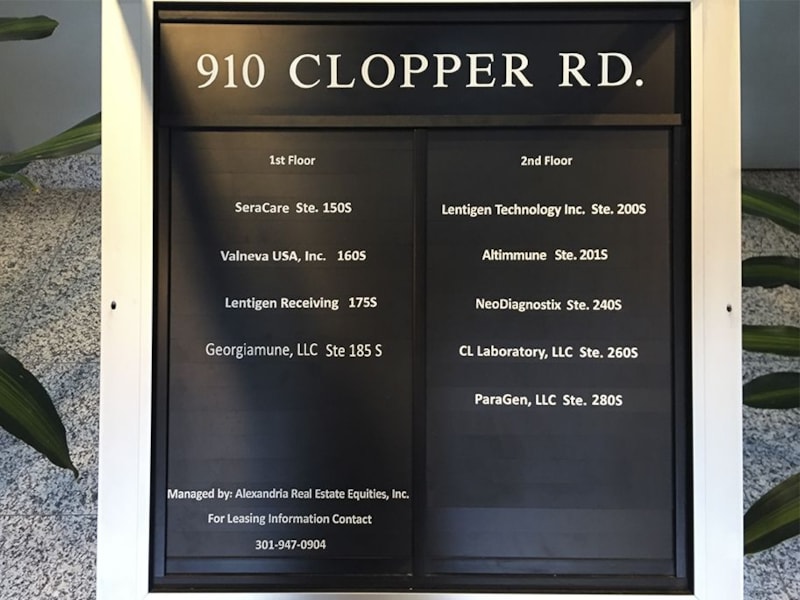 910 CLOPPER RD.
1st Floor
SeraCare Ste. 150S
Valneva USA, Inc. 160S
Lentigen Receiving 175S
Georgiamune, LLC Ste 185 S
Managed by: Alexandria Real Estate Equities, Inc.
For Leasing Information Contact
301-947-0904
2nd Floor
Lentigen Technology Inc. Ste. 200S
Altimmune Ste. 201S
NeoDiagnostix Ste. 240S
CL Laboratory, LLC Ste. 260S
ParaGen, LLC Ste. 280S